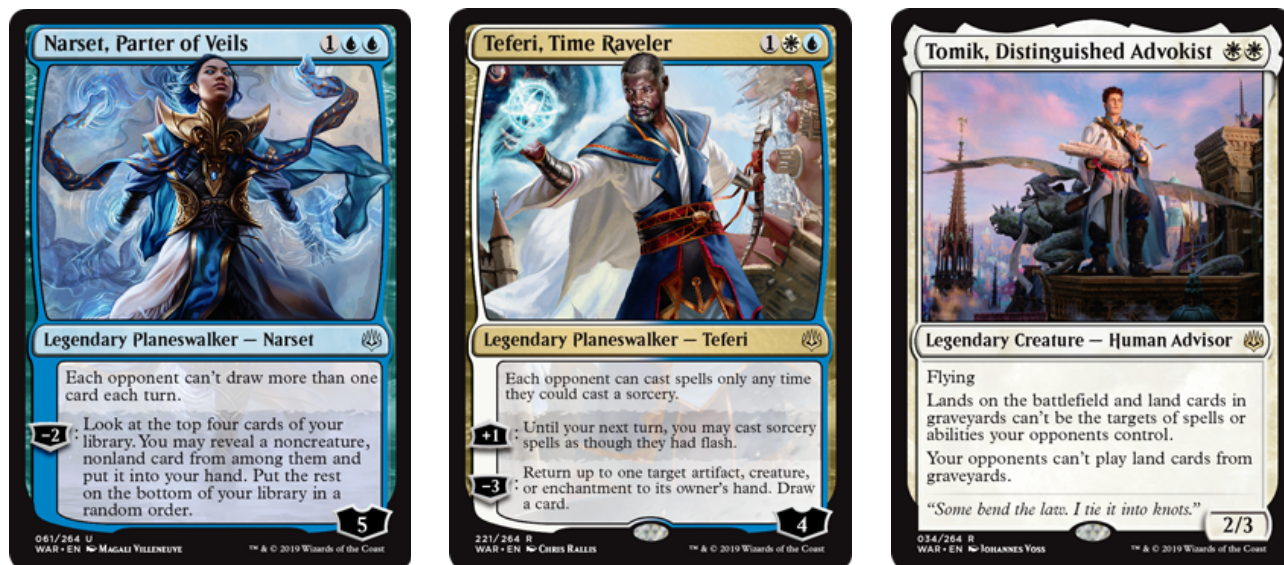 Narset, Parter of Veils
1
Legendary Planeswalker — Narset
Each opponent can't draw more than one
card each turn.
-2: Look at the top four cards of your
library. You may reveal a noncreature,
nonland card from among them and
put it into your hand. Put the rest
on the bottom of your library in a
random order.
5
061/264 U
WAR • EN Magali Villeneuve
™ & © 2019 Wizards of the Coast
Teferi, Time Raveler
1
Legendary Planeswalker — Teferi
Each opponent can cast spells only any time
they could cast a sorcery.
+1: Until your next turn, you may cast sorcery
spells as though they had flash.
-3: Return up to one target artifact, creature,
or enchantment to its owner's hand. Draw
a card.
4
221/264 R
WAR • EN Chris Rallis
™ & © 2019 Wizards of the Coast
Tomik, Distinguished Advokist
Legendary Creature — Human Advisor
Flying
Lands on the battlefield and land cards in
graveyards can't be the targets of spells or
abilities your opponents control.
Your opponents can't play land cards from
graveyards.
"Some bend the law. I tie it into knots."
2/3
034/264 R
WAR • EN Johannes Voss
™ & © 2019 Wizards of the Coast